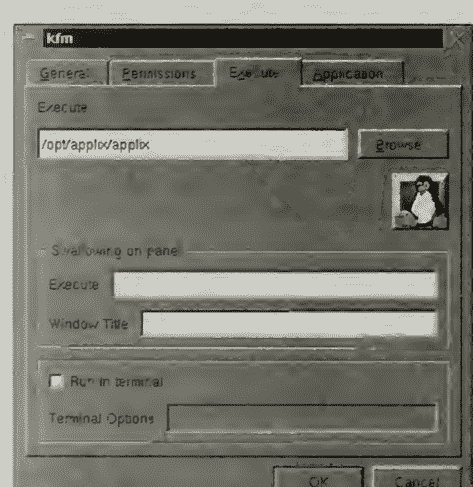 kfm
General Permissions Execute Application
Execute
/opt/applix/applix
Browse...
Swallowing on panel
Execute
Window Title
Run in terminal
Terminal Options
OK Cancel